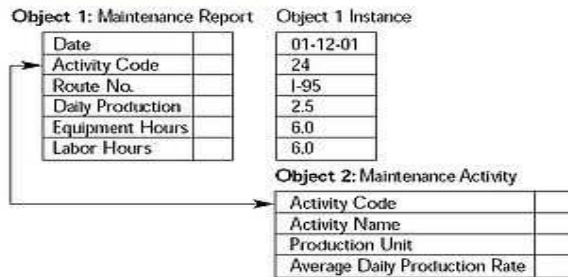 Object 1: Maintenance Report Object 1 Instance
Date 01-12-01
Activity Code 24
Route No. I-95
Daily Production 2.5
Equipment Hours 6.0
Labor Hours 6.0
Object 2: Maintenance Activity
Activity Code
Activity Name
Production Unit
Average Daily Production Rate